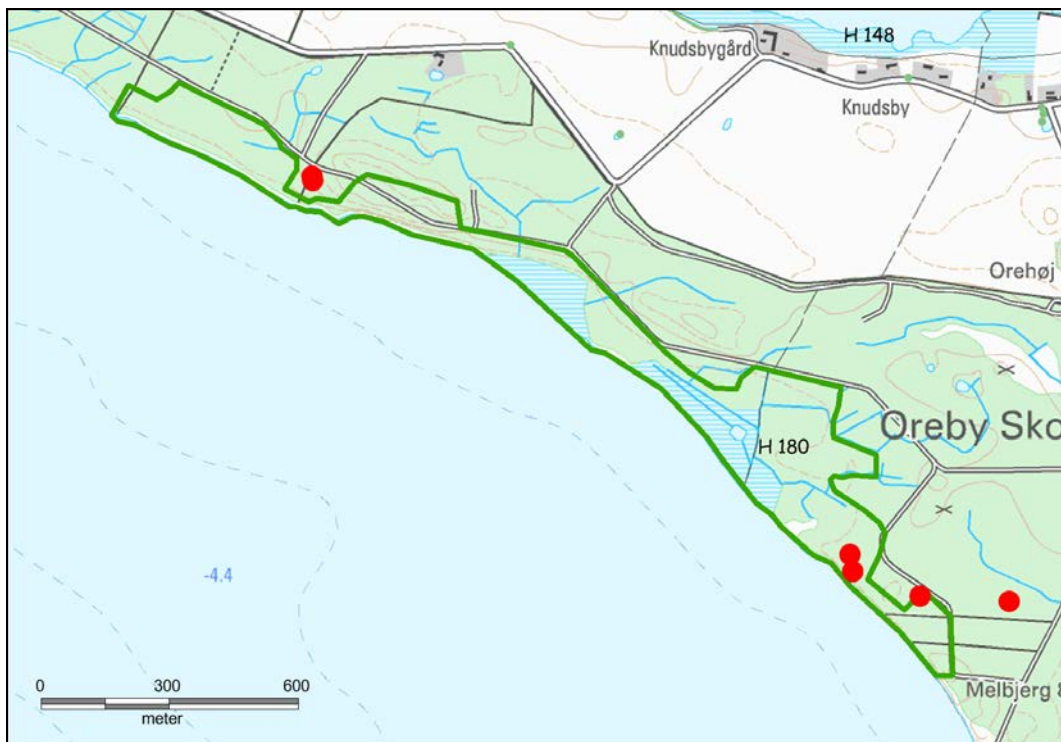 Knudsbygård
H 148
Knudsby
Orehøj
Oreby Sko
H 180
-4.4
0 300 600
meter
Melbjerg &